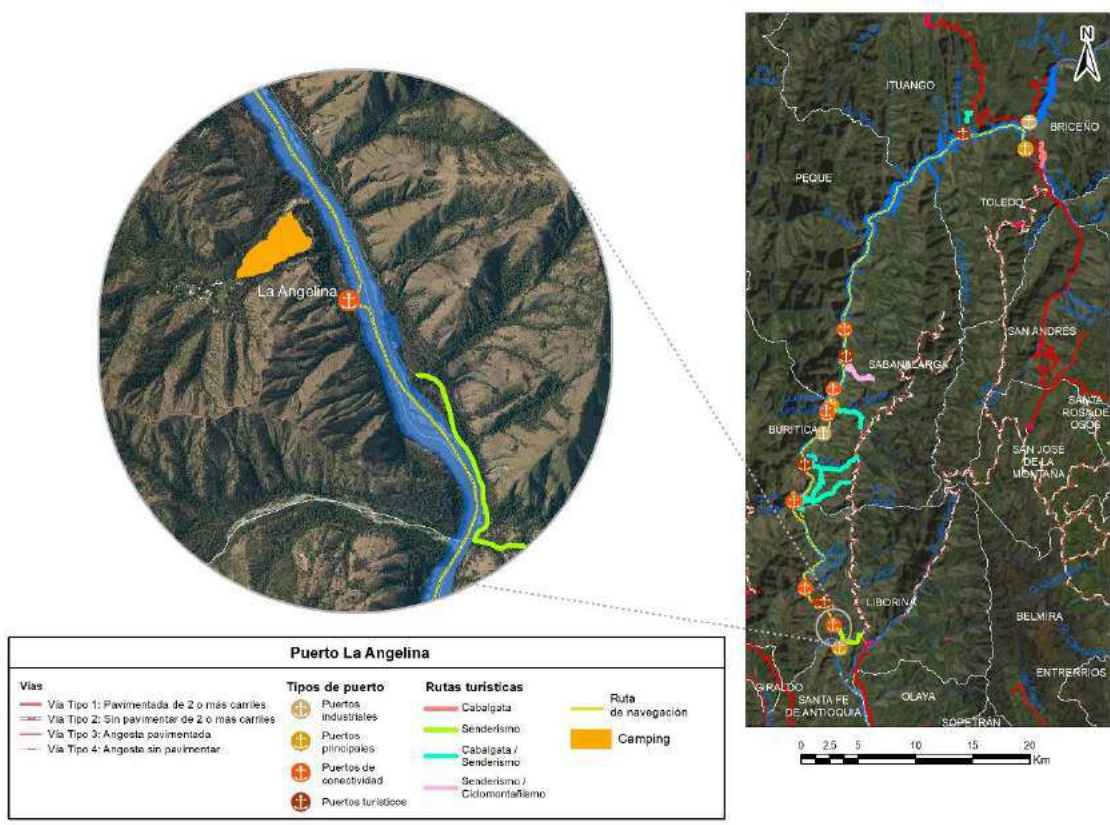 La Angelina
N
ITUANGO
BRICEÑO
PEQUE
TOLEDO
SAN ANDRES
SABANALARGA
SANTA
ROSA DE
OSOS
BURITICÁ
SAN JOSE
DE LA
MONTAÑA
LIBORINA
BELMIRA
ENTRERRIOS
GIRALDO
SANTA FE
DE ANTIOQUIA
OLAYA
SOPETRÁN
0 2.5 5 10 15 20
Km
Puerto La Angelina
Vías
Vía Tipo 1: Pavimentada de 2 o más carriles
Vía Tipo 2: Sin pavimentar de 2 o más carriles
Vía Tipo 3: Angosta pavimentada
Vía Tipo 4: Angosta sin pavimentar
Tipos de puerto
Puertos
industriales
Puertos
principales
Puertos de
conectividad
Puertos turísticos
Rutas turísticas
Cabalgata
Senderismo
Cabalgata /
Senderismo
Senderismo /
Ciclomontañismo
Ruta
de navegación
Camping